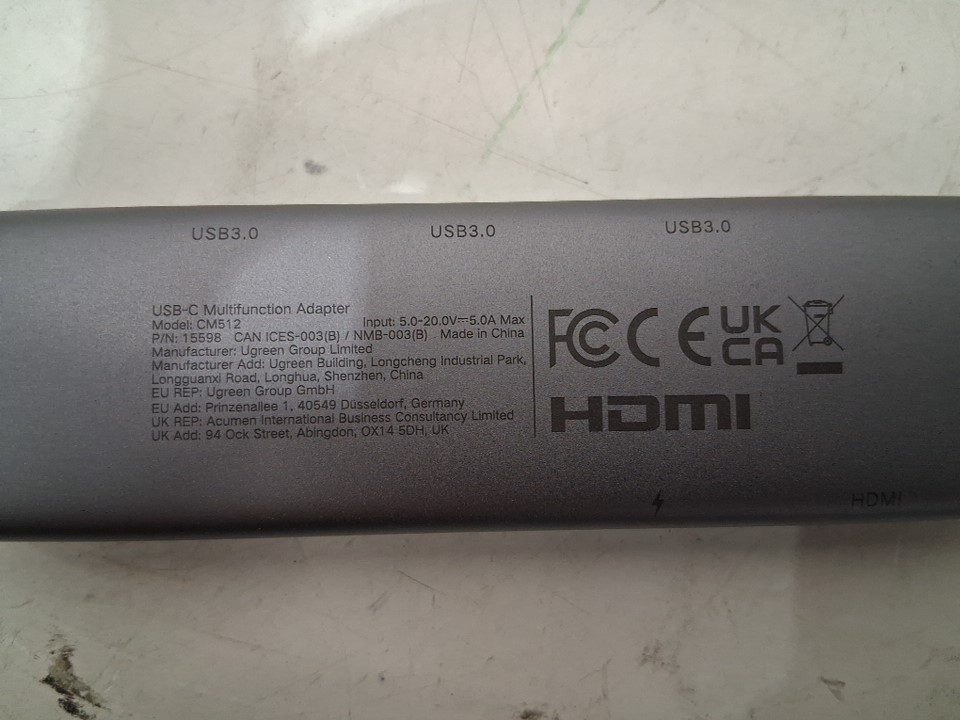 USB3.0 USB3.0 USB3.0
USB-C Multifunction Adapter
Model: CM512 Input: 5.0-20.0V⎓5.0A Max
P/N: 15598 CAN ICES-003(B) / NMB-003(B) Made in China
Manufacturer: Ugreen Group Limited
Manufacturer Add: Ugreen Building, Longcheng Industrial Park,
Longguanxi Road, Longhua, Shenzhen, China
EU REP: Ugreen Group GmbH
EU Add: Prinzenallee 1, 40549 Düsseldorf, Germany
UK REP: Acumen International Business Consultancy Limited
UK Add: 94 Ock Street, Abingdon, OX14 5DH, UK
FC CE UK
CA
HDMI
HDMI